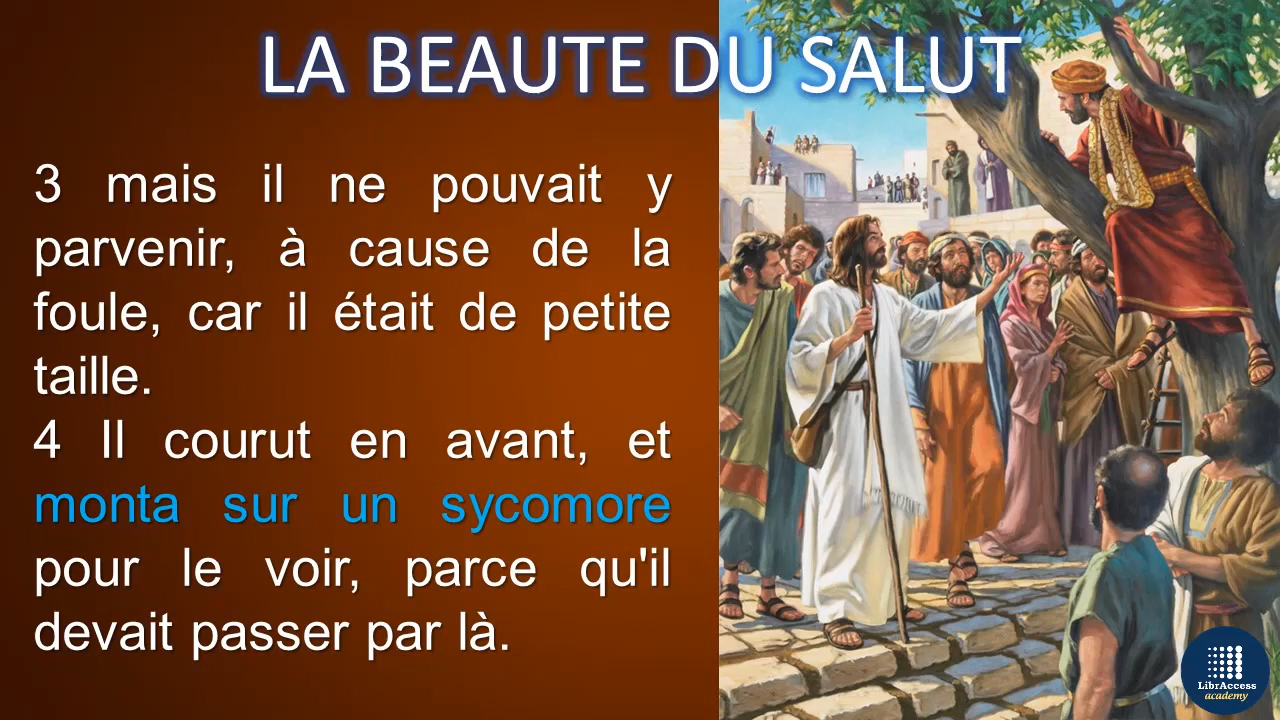 LA BEAUTE DU SALUT
3 mais il ne pouvait y
parvenir, à cause de la
foule, car il était de petite
taille.
4 Il courut en avant, et
monta sur un sycomore
pour le voir, parce qu'il
devait passer par là.
LibrAccess
academy